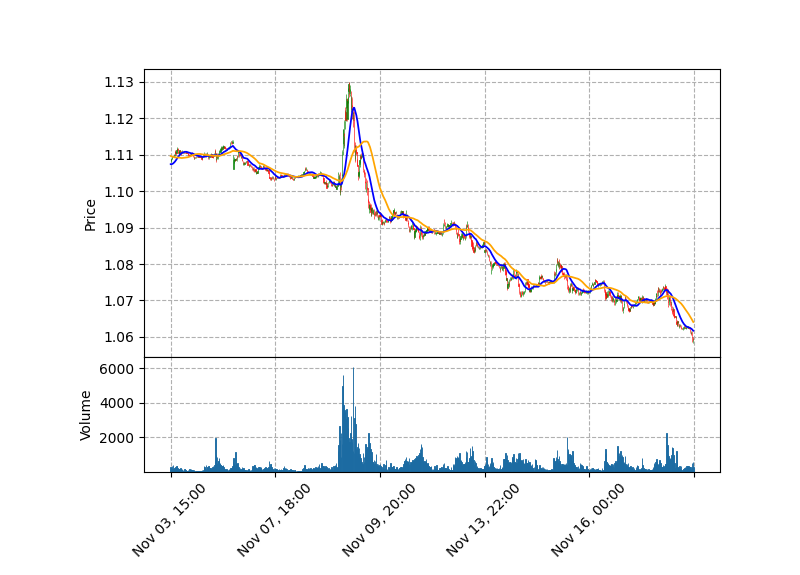 1.13
1.12
1.11
1.10
1.09
1.08
1.07
1.06
Price
6000
4000
2000
Volume
Nov 03, 15:00
Nov 07, 18:00
Nov 09, 20:00
Nov 13, 22:00
Nov 16, 00:00